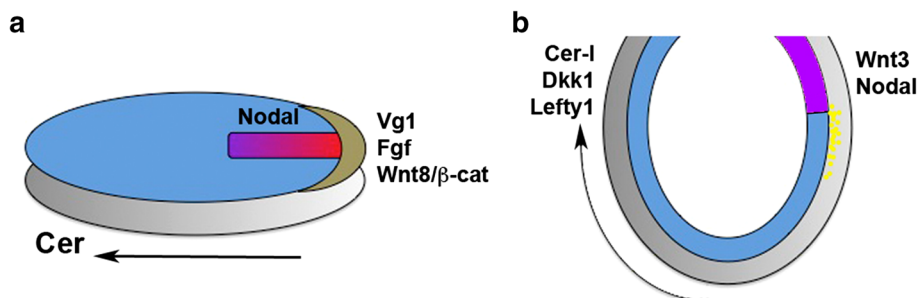 a
Nodal
Vg1
Fgf
Wnt8/β-cat
Cer
b
Cer-l
Dkk1
Lefty1
Wnt3
Nodal